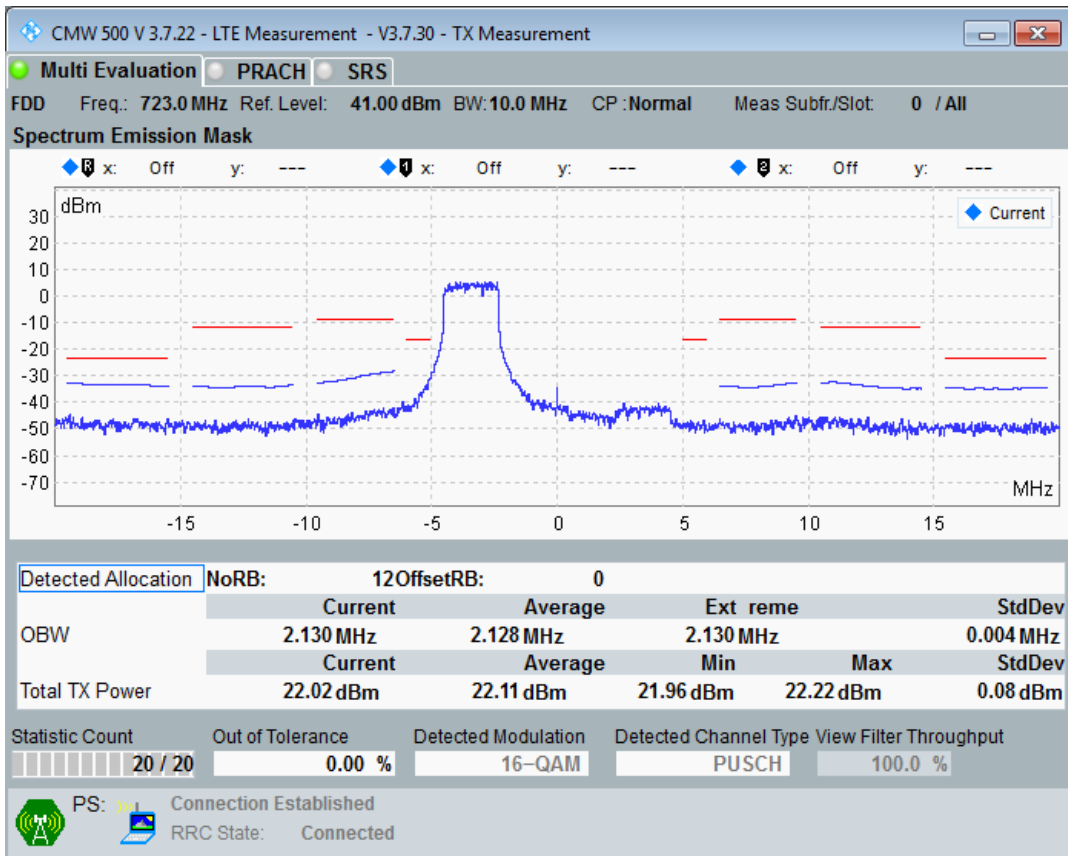 CMW 500 V 3.7.22 - LTE Measurement - V3.7.30 - TX Measurement
Multi Evaluation PRACH SRS
FDD Freq.: 723.0 MHz Ref. Level: 41.00 dBm BW: 10.0 MHz CP : Normal Meas Subfr./Slot: 0 / All
Spectrum Emission Mask
R x: Off y: --- 1 x: Off y: --- 2 x: Off y: ---
dBm
Current
30
20
10
0
-10
-20
-30
-40
-50
-60
-70
MHz
-15 -10 -5 0 5 10 15
Detected Allocation NoRB: 12 OffsetRB: 0
Current Average Ext reme StdDev
OBW 2.130 MHz 2.128 MHz 2.130 MHz 0.004 MHz
Current Average Min Max StdDev
Total TX Power 22.02 dBm 22.11 dBm 21.96 dBm 22.22 dBm 0.08 dBm
Statistic Count Out of Tolerance Detected Modulation Detected Channel Type View Filter Throughput
20 / 20 0.00 % 16-QAM PUSCH 100.0 %
PS: Connection Established
RRC State: Connected